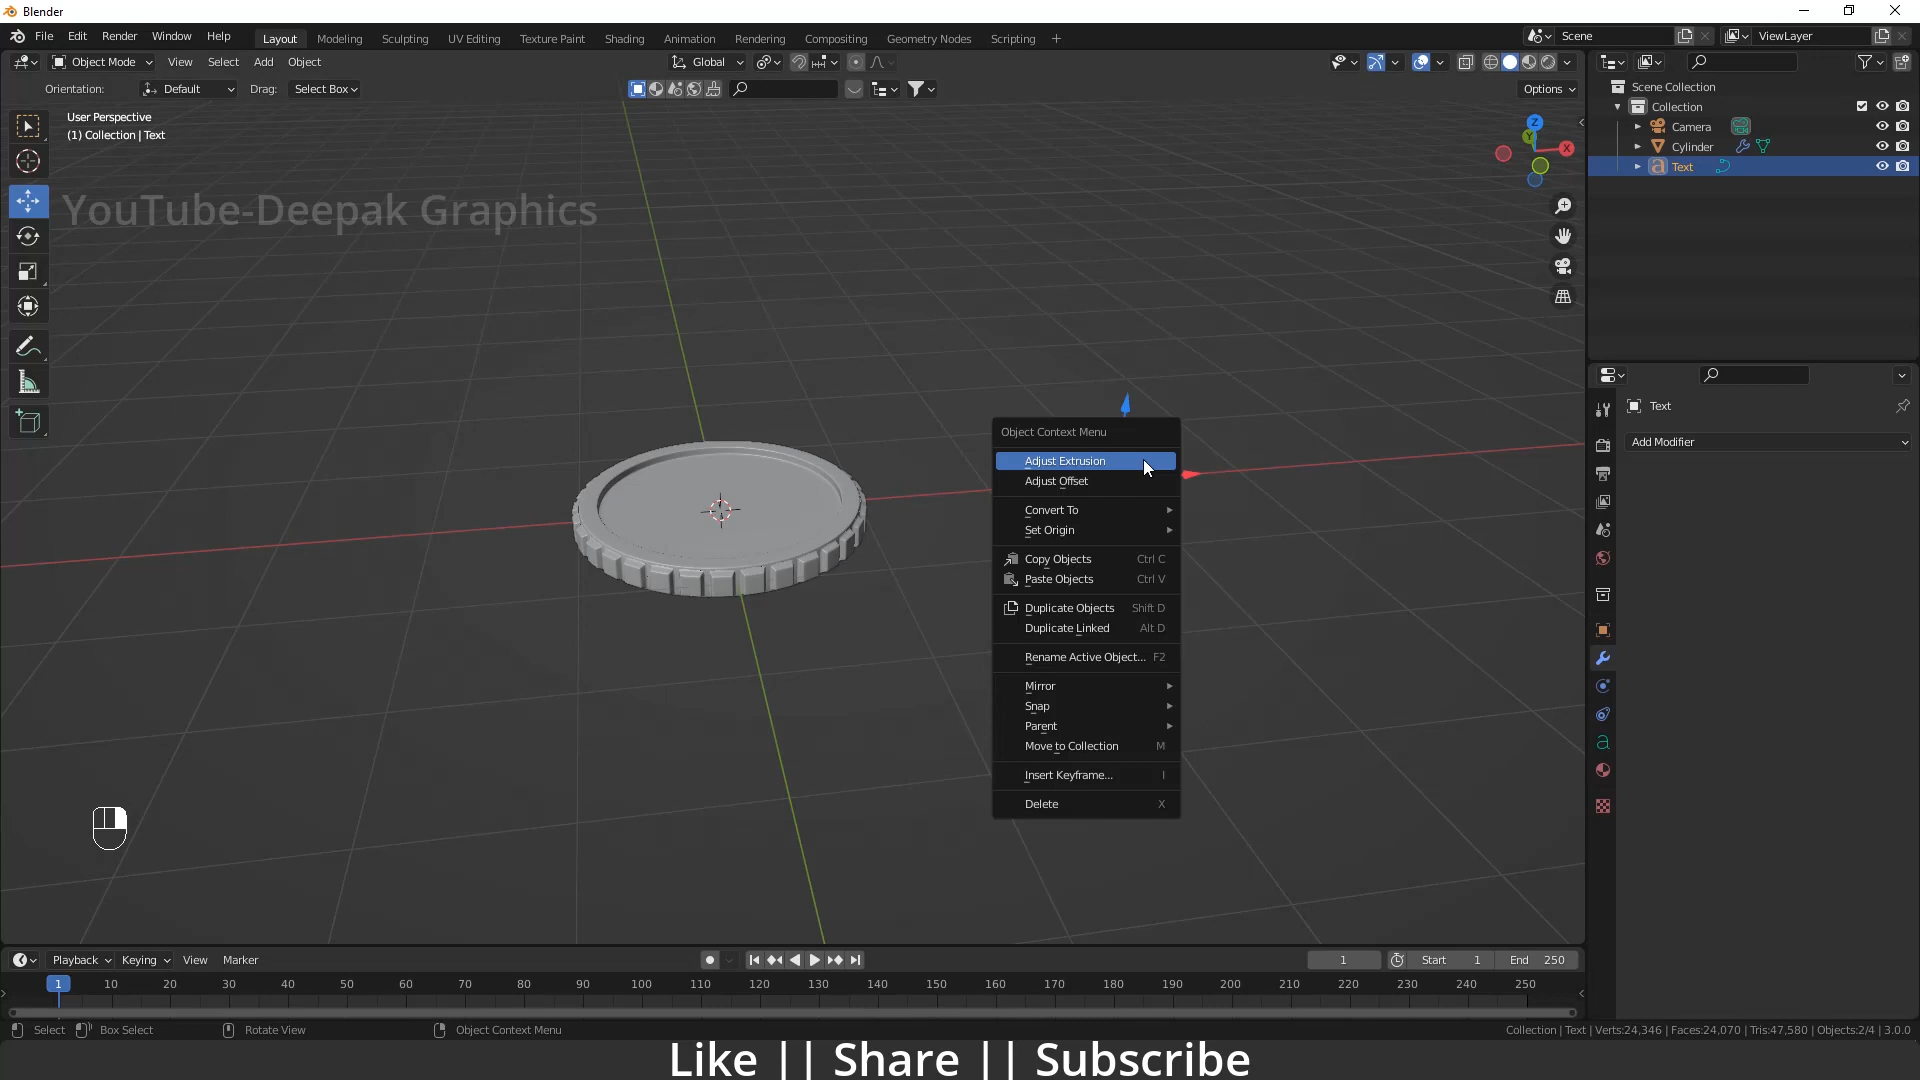 Blender
File Edit Render Window Help
Layout Modeling Sculpting UV Editing Texture Paint Shading Animation Rendering Compositing Geometry Nodes Scripting +
Scene
ViewLayer
Object Mode View Select Add Object
Global
Orientation: Default Drag: Select Box
Options
User Perspective
(1) Collection | Text
YouTube-Deepak Graphics
Z
Y
X
Scene Collection
Collection
Camera
Cylinder
Text
Text
Add Modifier
Object Context Menu
Adjust Extrusion
Adjust Offset
Convert To
Set Origin
Copy Objects Ctrl C
Paste Objects Ctrl V
Duplicate Objects Shift D
Duplicate Linked Alt D
Rename Active Object... F2
Mirror
Snap
Parent
Move to Collection M
Insert Keyframe... I
Delete X
Playback Keying View Marker
1
Start 1
End 250
1 10 20 30 40 50 60 70 80 90 100 110 120 130 140 150 160 170 180 190 200 210 220 230 240 250
Select Box Select Rotate View Object Context Menu
Collection | Text | Verts:24,346 | Faces:24,070 | Tris:47,580 | Objects:2/4 | 3.0.0
Like || Share || Subscribe